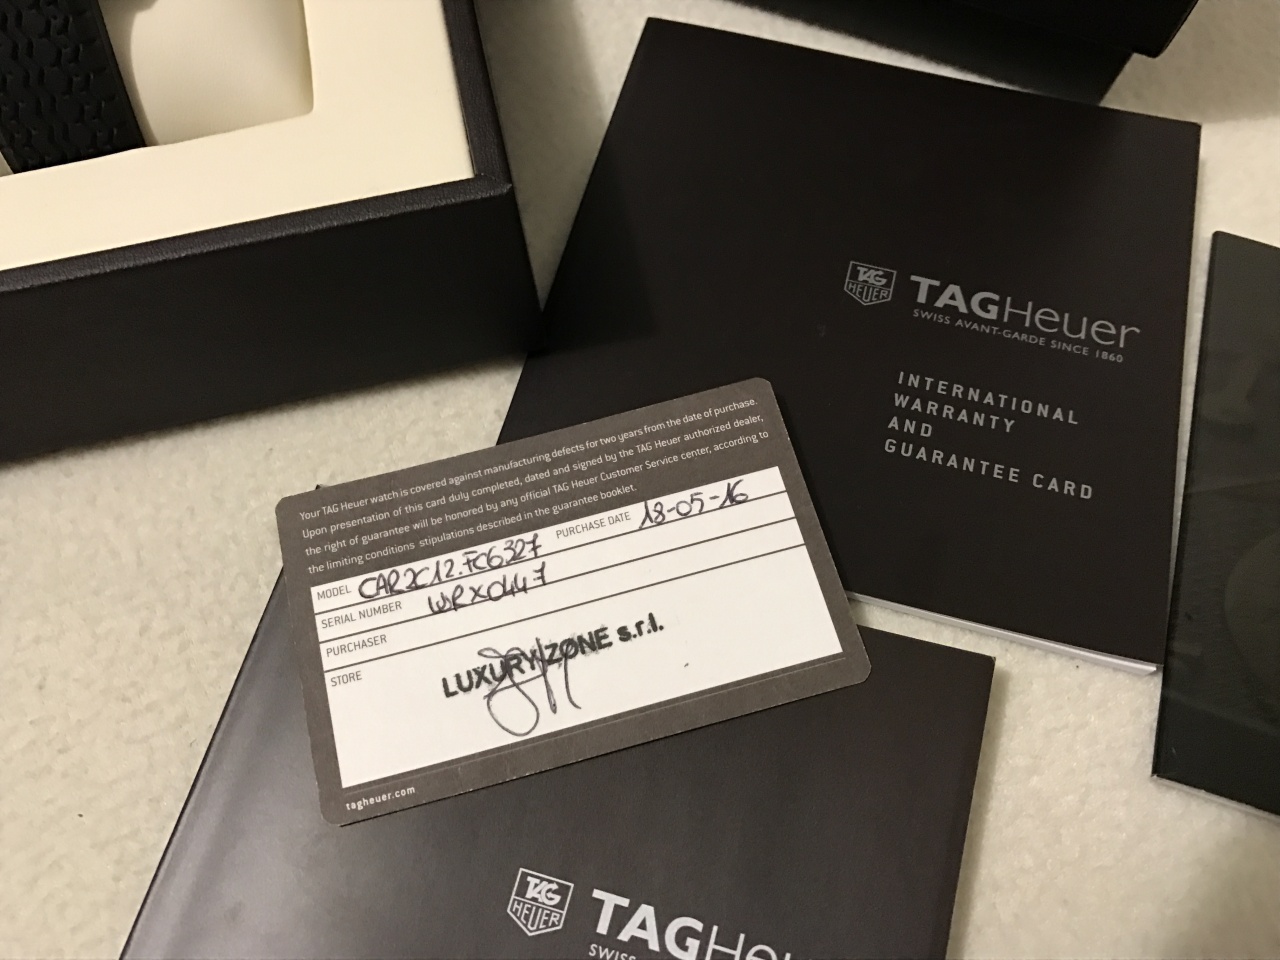 TAG
HEUER
TAGHeuer
SWISS AVANT-GARDE SINCE 1860
INTERNATIONAL
WARRANTY
AND
GUARANTEE CARD
Your TAG Heuer watch is covered against manufacturing defects for two years from the date of purchase.
Upon presentation of this card duly completed, dated and signed by the TAG Heuer authorized dealer,
the right of guarantee will be honored by any official TAG Heuer Customer Service center, according to
the limiting conditions stipulations described in the guarantee booklet.
MODEL CAR2C12.FC6327 PURCHASE DATE 18-05-16
SERIAL NUMBER WRX0447
PURCHASER
STORE
LUXURY ZONE s.r.l.
tagheuer.com
TAG
HEUER
TAGHeuer
SWISS